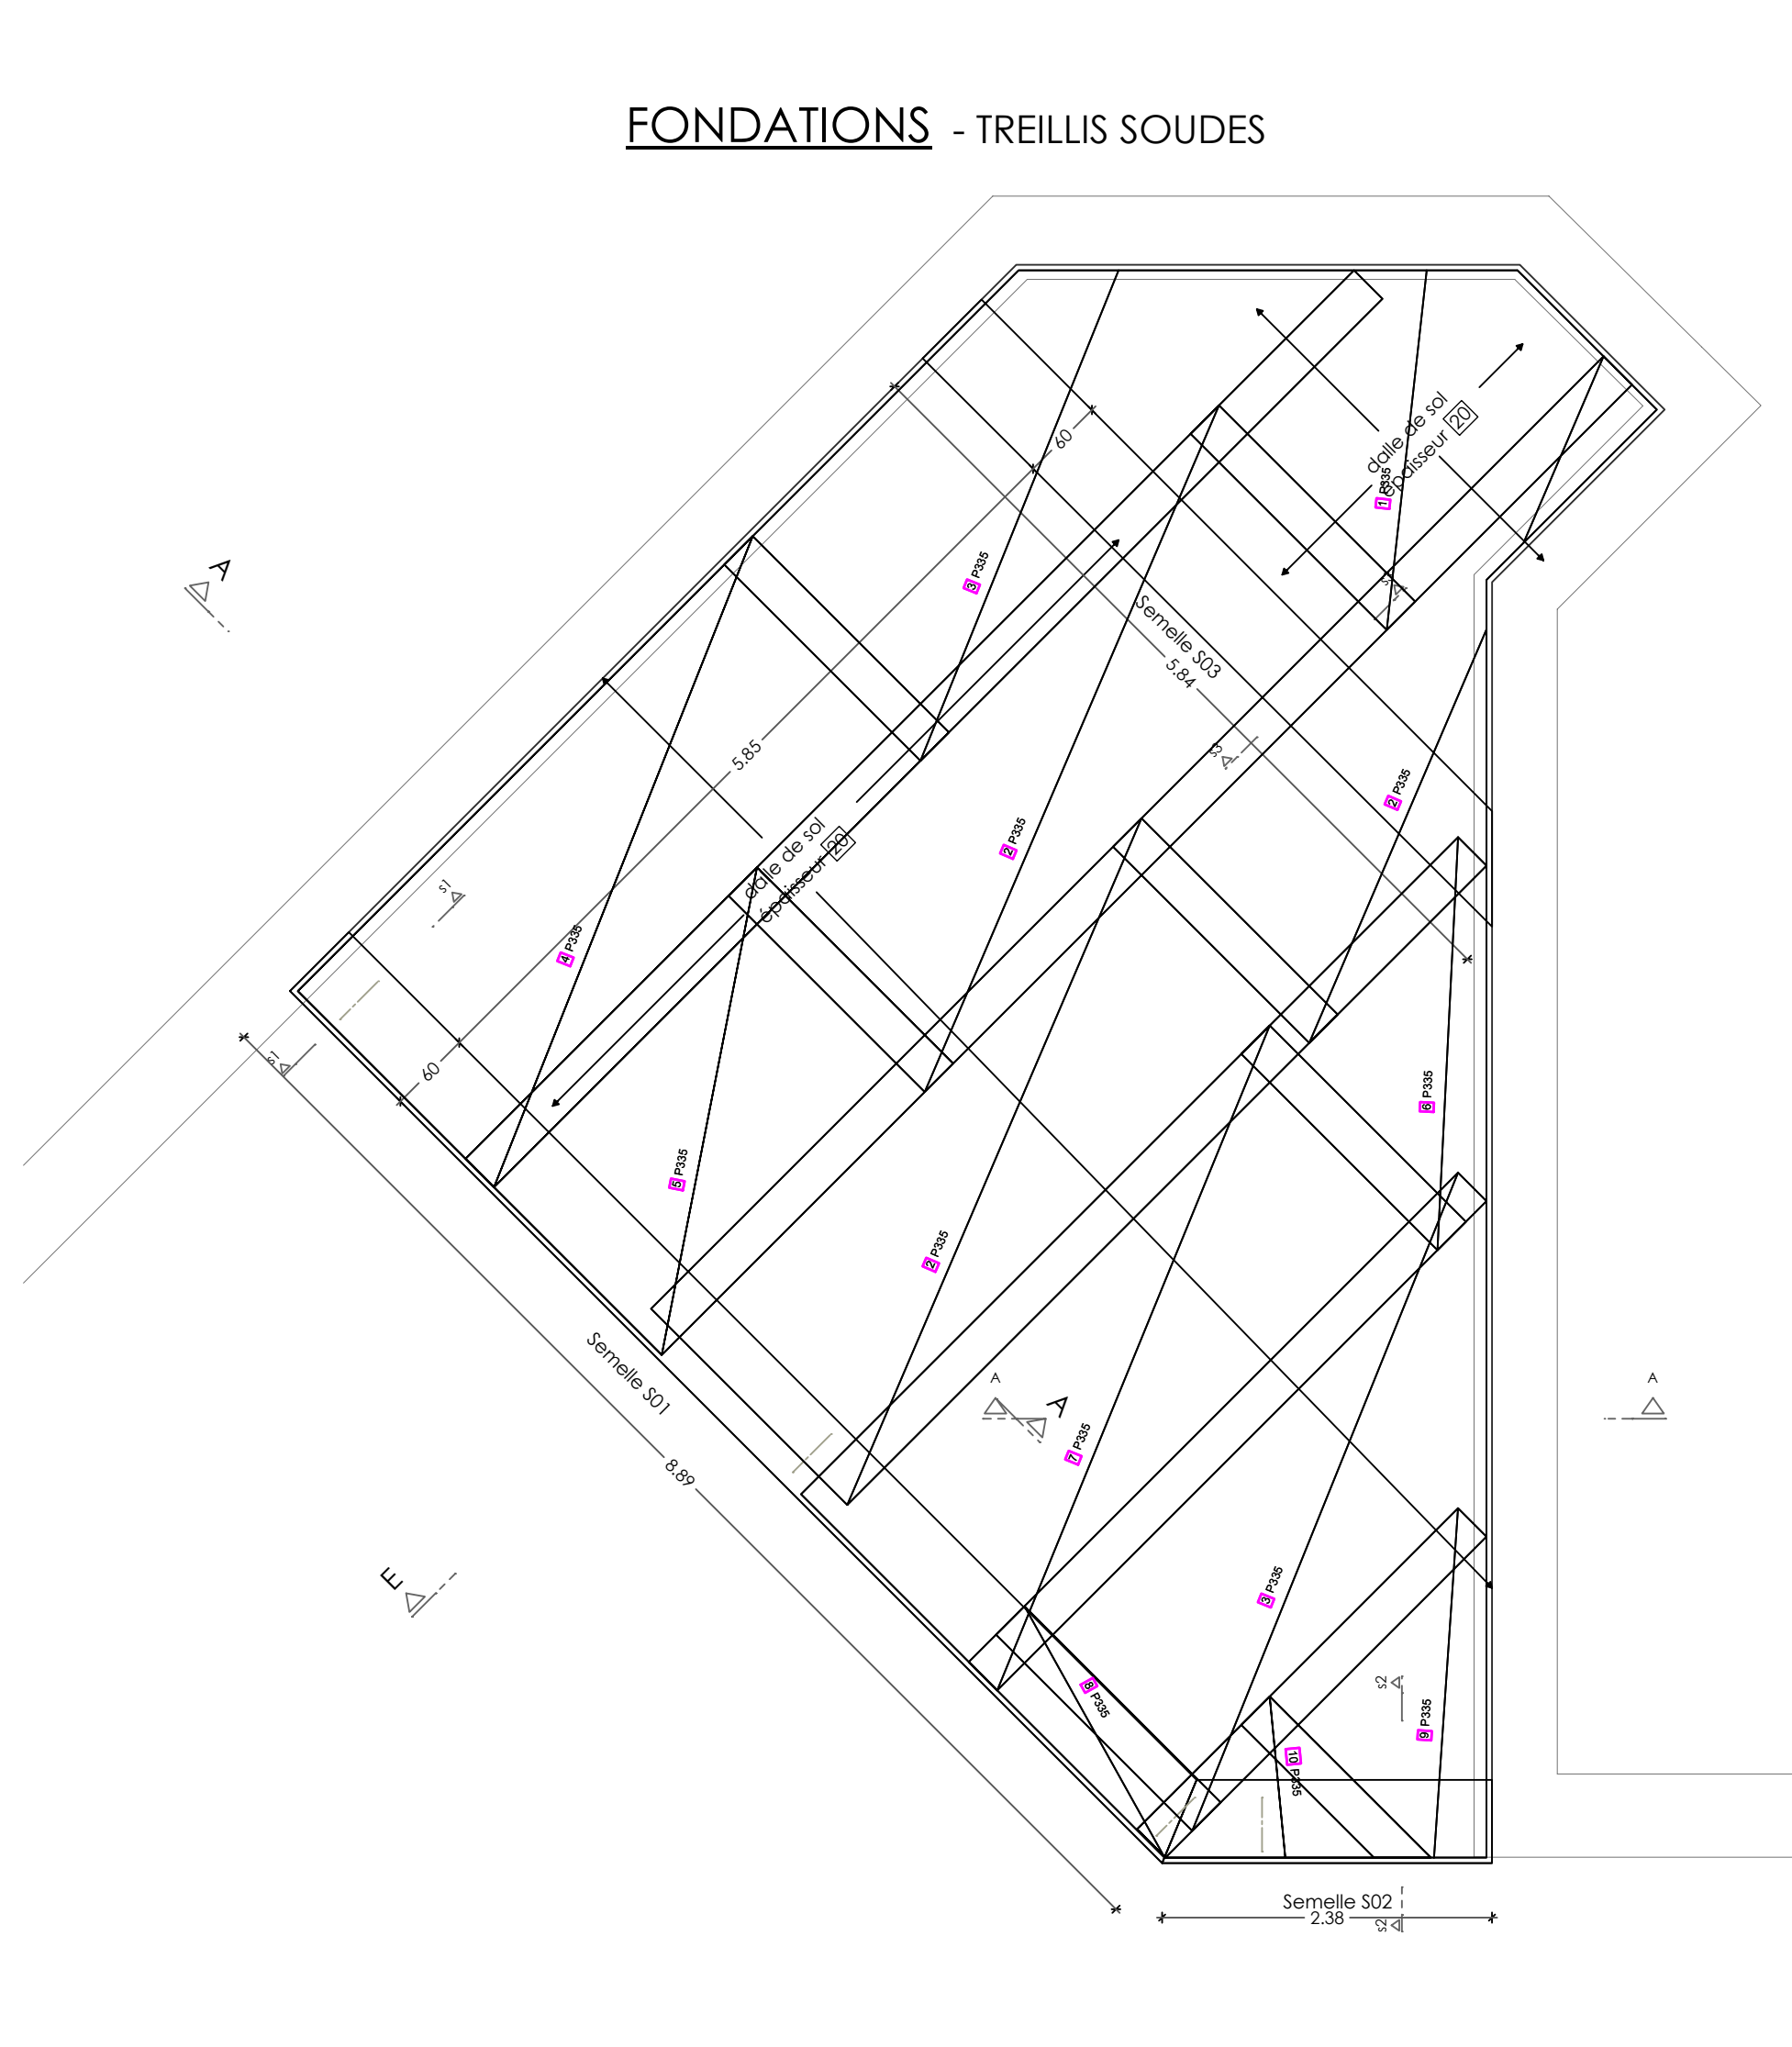 FONDATIONS - TREILLIS SOUDES
dalle de sol
épaisseur 20
1 P335
60
A
3 P335
Semelle S03
5.84
s3
s3
5.85
2 P335
2 P335
dalle de sol
épaisseur 20
s1
4 P335
60
s1
6 P335
5 P335
2 P335
Semelle S01
8.89
A
A
A
7 P335
E
3 P335
8 P335
s2
9 P335
10 P335
Semelle S02
2.38
s2